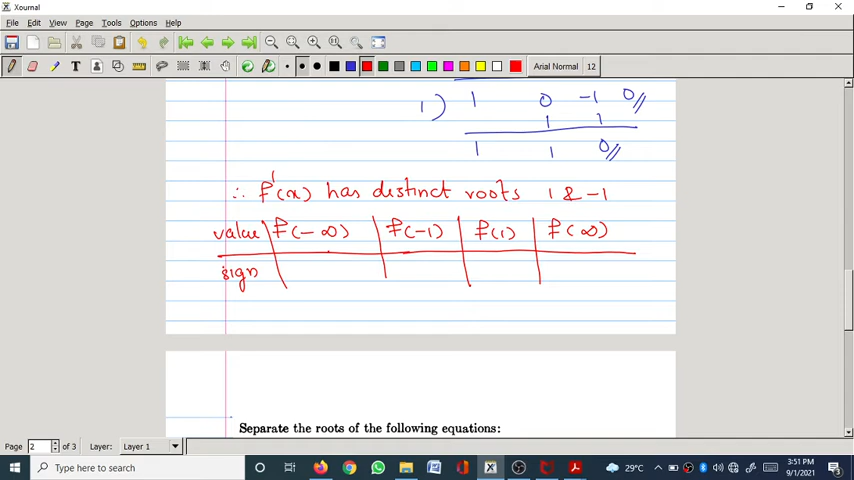 Xournal
File Edit View Page Tools Options Help
Arial Normal 12
1) 1 0 -1 0
1 1
1 1 0
∴ f'(x) has distinct roots 1 & -1
value f(-∞) f(-1) f(1) f(∞)
sign
Separate the roots of the following equations:
Page 2 of 3 Layer: Layer 1
Type here to search 29°C 3:51 PM
9/1/2021
3